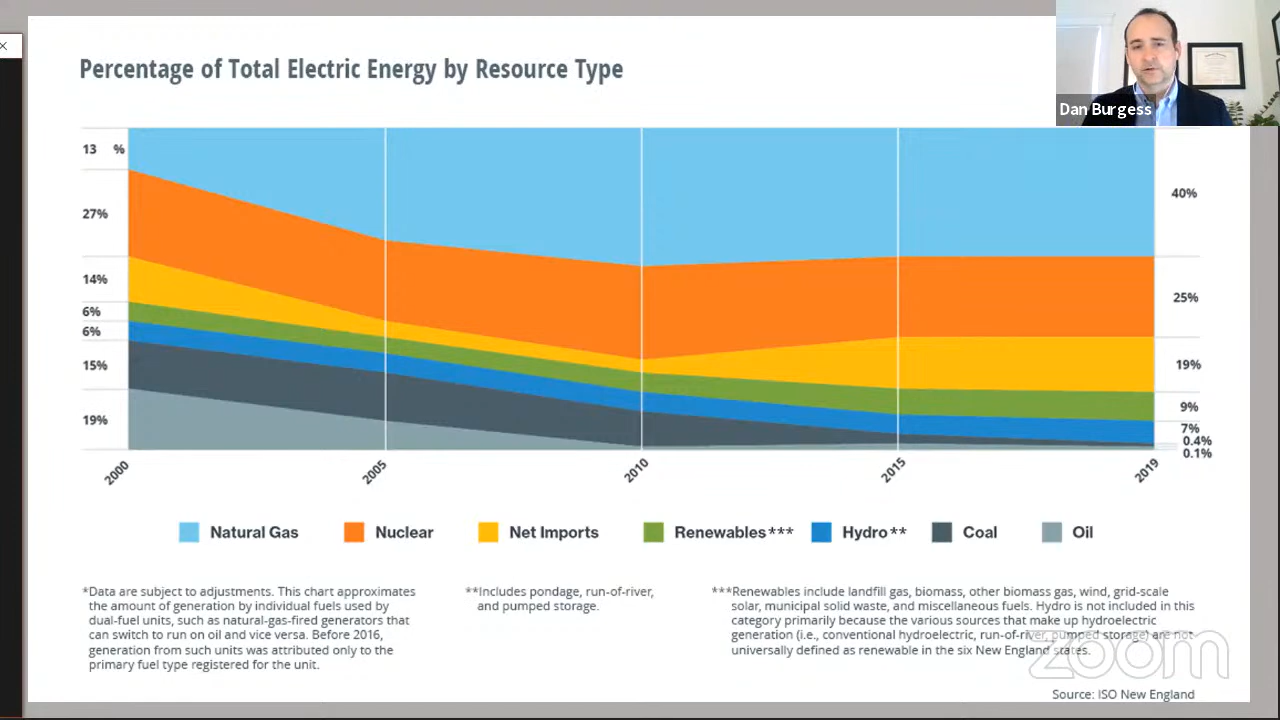 Percentage of Total Electric Energy by Resource Type
Dan Burgess
13 %
27%
14%
6%
6%
15%
19%
40%
25%
19%
9%
7%
0.4%
0.1%
2000
2005
2010
2015
2019
Natural Gas
Nuclear
Net Imports
Renewables***
Hydro**
Coal
Oil
*Data are subject to adjustments. This chart approximates
the amount of generation by individual fuels used by
dual-fuel units, such as natural-gas-fired generators that
can switch to run on oil and vice versa. Before 2016,
generation from such units was attributed only to the
primary fuel type registered for the unit.
**Includes pondage, run-of-river,
and pumped storage.
***Renewables include landfill gas, biomass, other biomass gas, wind, grid-scale
solar, municipal solid waste, and miscellaneous fuels. Hydro is not included in this
category primarily because the various sources that make up hydroelectric
generation (i.e., conventional hydroelectric, run-of-river, pumped storage) are not
universally defined as renewable in the six New England states.
zoom
Source: ISO New England